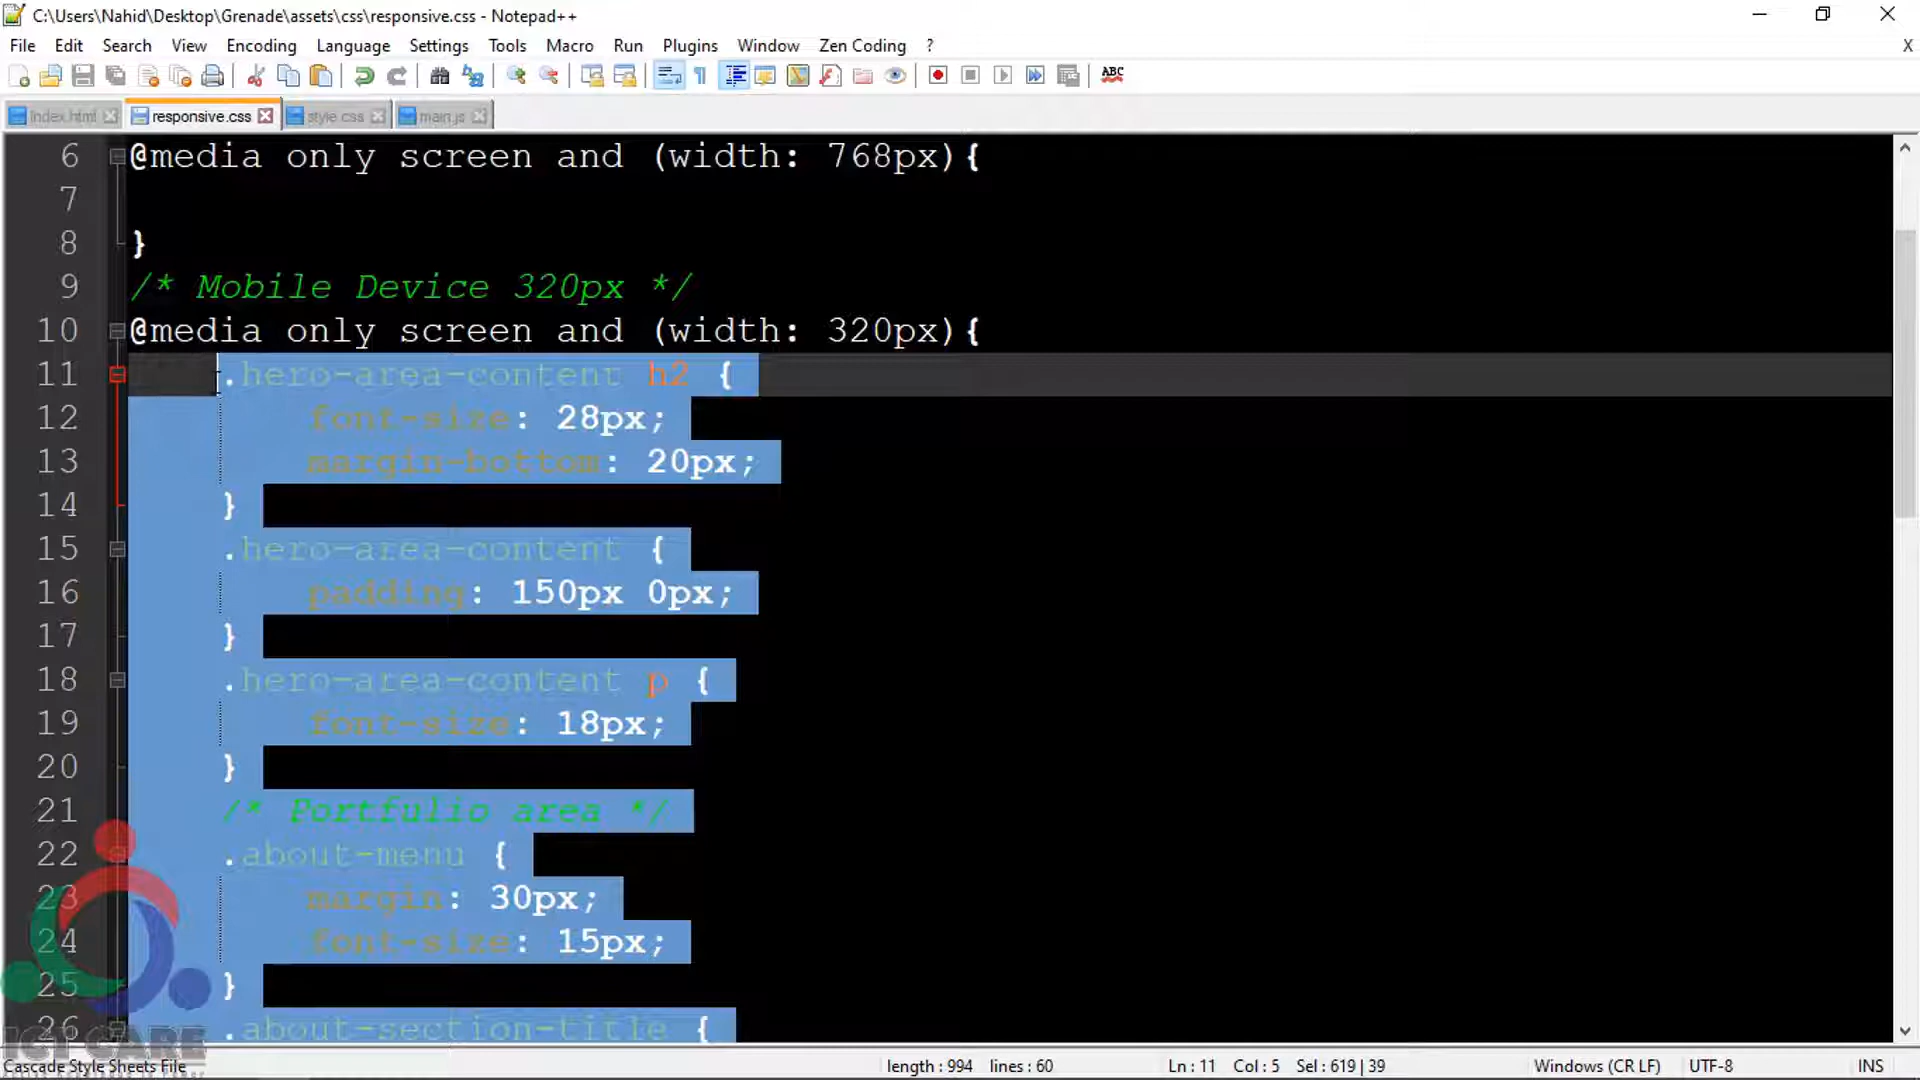 C:\Users\Nahid\Desktop\Grenade\assets\css\responsive.css - Notepad++
File Edit Search View Encoding Language Settings Tools Macro Run Plugins Window Zen Coding ? X
ABC
index.html responsive.css style.css main.js
6 @media only screen and (width: 768px){
7
8 }
9 /* Mobile Device 320px */
10 @media only screen and (width: 320px){
11 .hero-area-content h2 {
12 font-size: 28px;
13 margin-bottom: 20px;
14 }
15 .hero-area-content {
16 padding: 150px 0px;
17 }
18 .hero-area-content p {
19 font-size: 18px;
20 }
21 /* Portfulio area */
22 .about-menu {
23 margin: 30px;
24 font-size: 15px;
25 }
26 .about-section-title {
ICT CARE
Cascade Style Sheets File length : 994 lines : 60 Ln : 11 Col : 5 Sel : 619 | 39 Windows (CR LF) UTF-8 INS